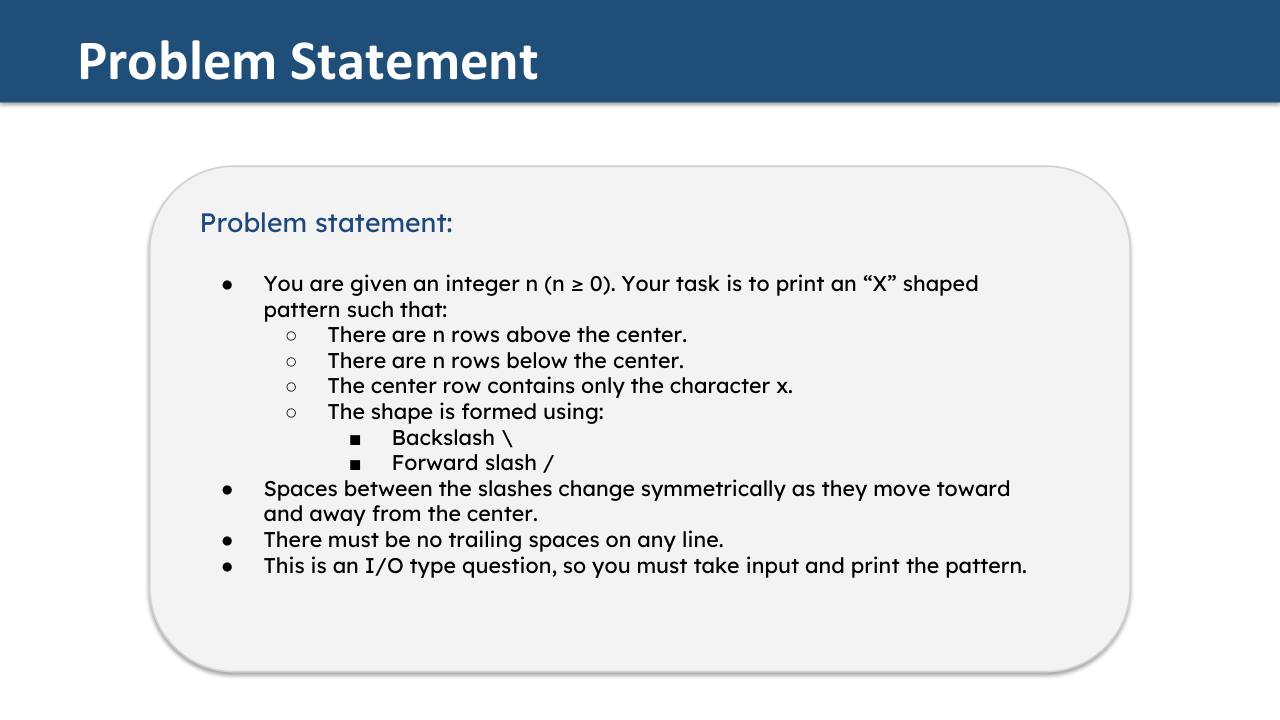 Problem Statement
Problem statement:
● You are given an integer n (n ≥ 0). Your task is to print an “X” shaped
pattern such that:
○ There are n rows above the center.
○ There are n rows below the center.
○ The center row contains only the character x.
○ The shape is formed using:
■ Backslash \
■ Forward slash /
● Spaces between the slashes change symmetrically as they move toward
and away from the center.
● There must be no trailing spaces on any line.
● This is an I/O type question, so you must take input and print the pattern.